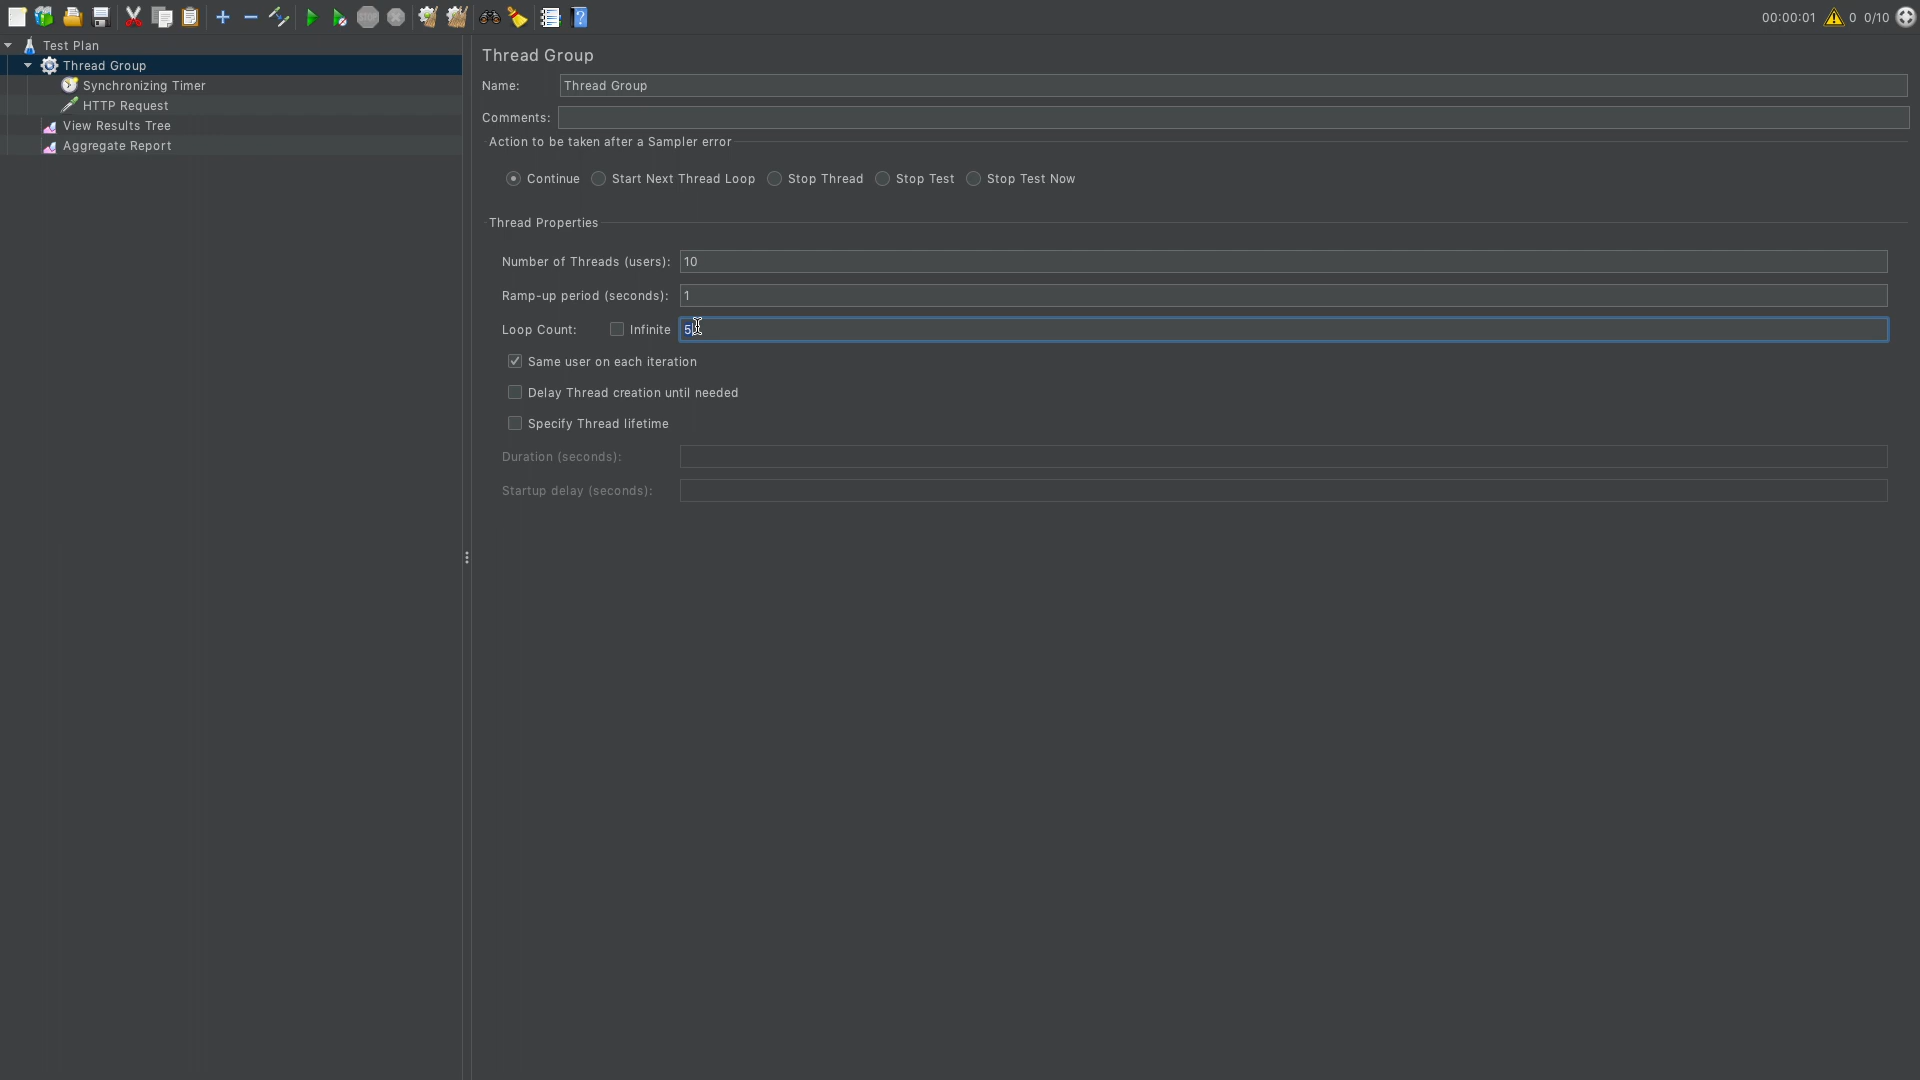 00:00:01 0 0/10
Test Plan
Thread Group
Synchronizing Timer
HTTP Request
View Results Tree
Aggregate Report
Thread Group
Name: Thread Group
Comments:
Action to be taken after a Sampler error
Continue Start Next Thread Loop Stop Thread Stop Test Stop Test Now
Thread Properties
Number of Threads (users): 10
Ramp-up period (seconds): 1
Loop Count: Infinite 5
Same user on each iteration
Delay Thread creation until needed
Specify Thread lifetime
Duration (seconds):
Startup delay (seconds):